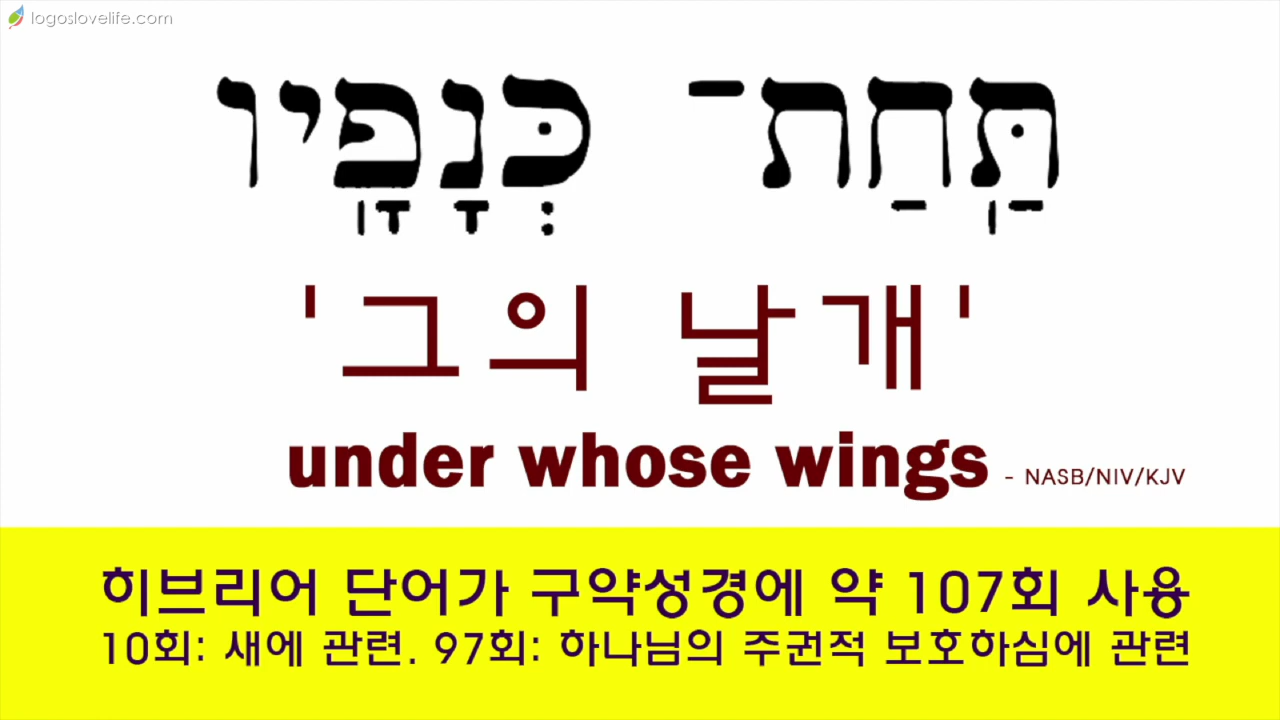 logoslovelife.com
תַּֽחַת־ כְּנָפָֽיו
'그의 날개'
under whose wings - NASB/NIV/KJV
히브리어 단어가 구약성경에 약 107회 사용
10회: 새에 관련. 97회: 하나님의 주권적 보호하심에 관련